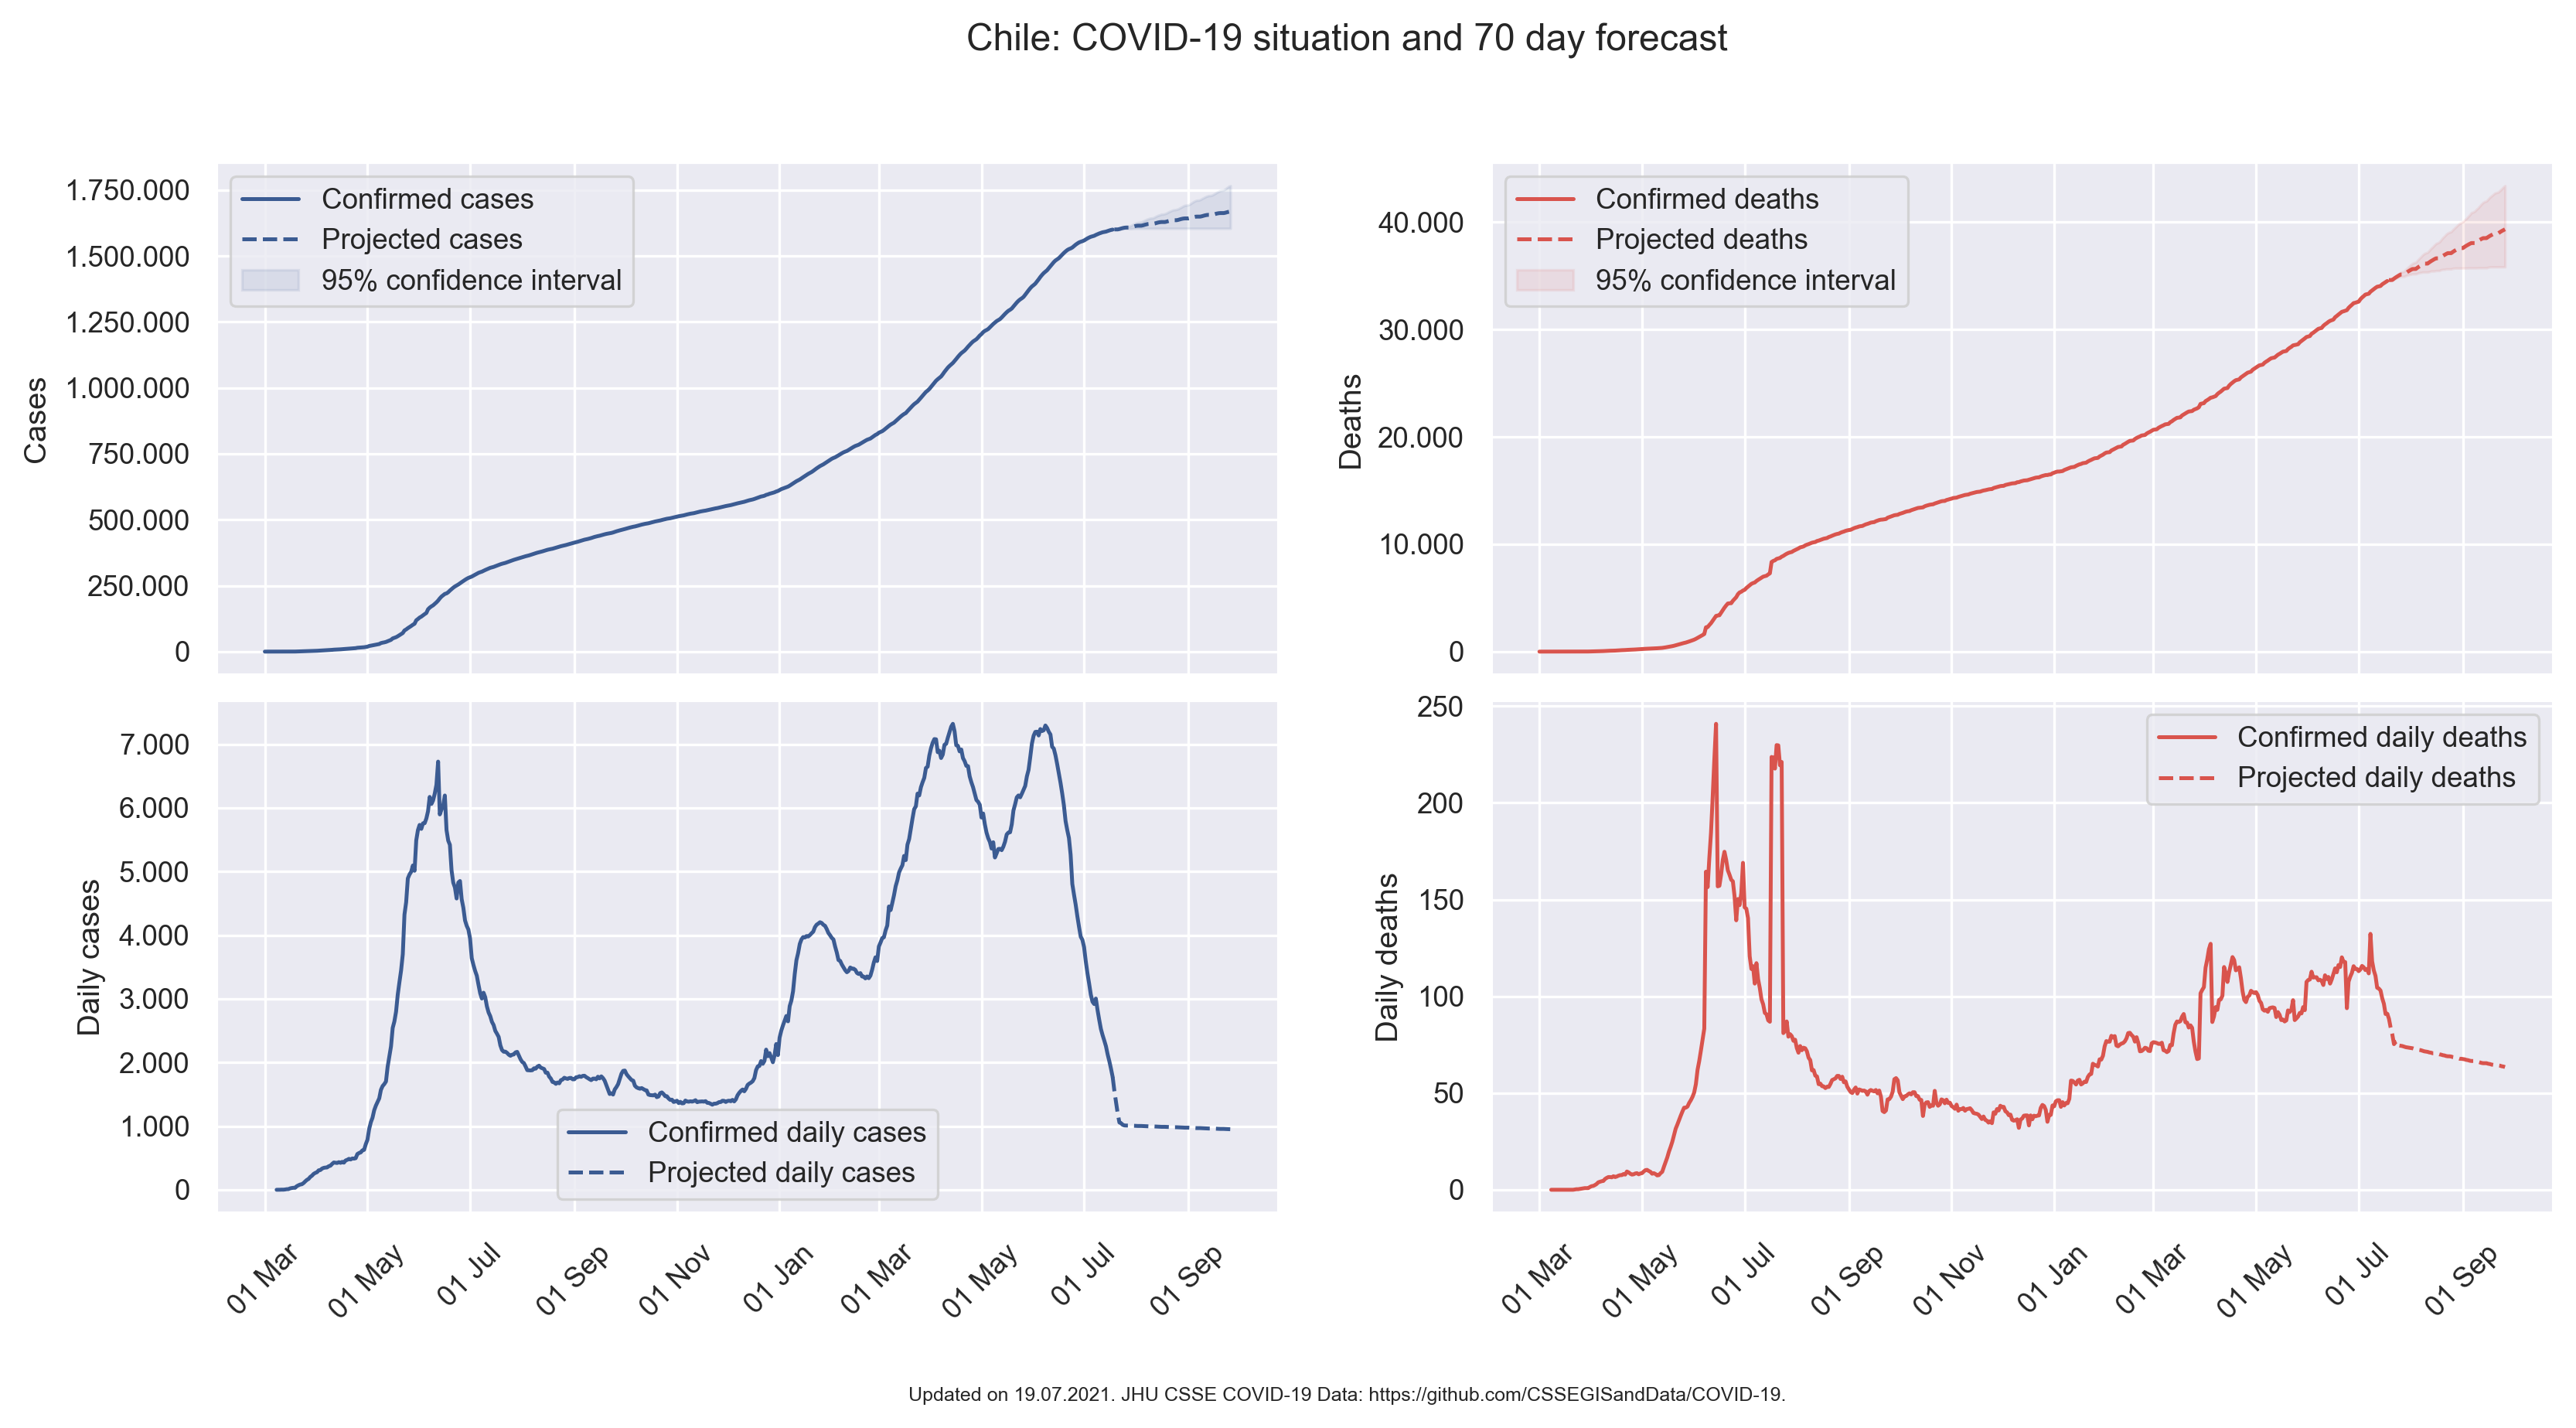 Chile: COVID-19 situation and 70 day forecast
Cases
1.750.000
1.500.000
1.250.000
1.000.000
750.000
500.000
250.000
0
Confirmed cases
Projected cases
95% confidence interval
Deaths
40.000
30.000
20.000
10.000
0
Confirmed deaths
Projected deaths
95% confidence interval
Daily cases
7.000
6.000
5.000
4.000
3.000
2.000
1.000
0
Confirmed daily cases
Projected daily cases
01 Mar
01 May
01 Jul
01 Sep
01 Nov
01 Jan
01 Mar
01 May
01 Jul
01 Sep
Daily deaths
250
200
150
100
50
0
Confirmed daily deaths
Projected daily deaths
01 Mar
01 May
01 Jul
01 Sep
01 Nov
01 Jan
01 Mar
01 May
01 Jul
01 Sep
Updated on 19.07.2021. JHU CSSE COVID-19 Data: https://github.com/CSSEGISandData/COVID-19.